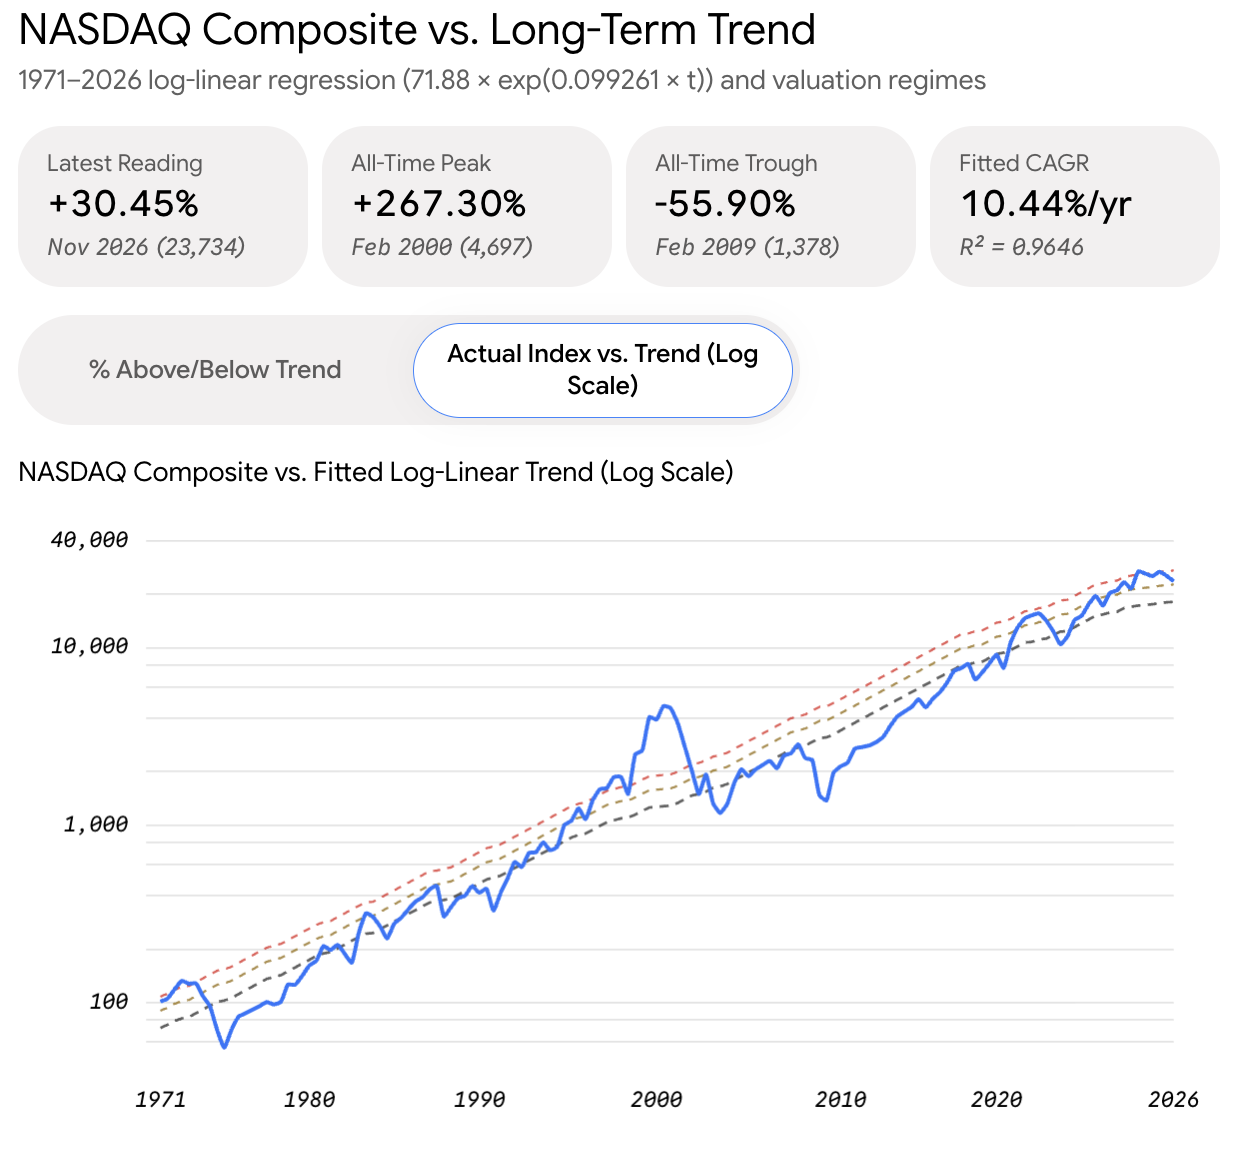 NASDAQ Composite vs. Long-Term Trend
1971–2026 log-linear regression (71.88 × exp(0.099261 × t)) and valuation regimes
Latest Reading
+30.45%
Nov 2026 (23,734)
All-Time Peak
+267.30%
Feb 2000 (4,697)
All-Time Trough
-55.90%
Feb 2009 (1,378)
Fitted CAGR
10.44%/yr
R² = 0.9646
% Above/Below Trend
Actual Index vs. Trend (Log
Scale)
NASDAQ Composite vs. Fitted Log-Linear Trend (Log Scale)
40,000
10,000
1,000
100
1971
1980
1990
2000
2010
2020
2026